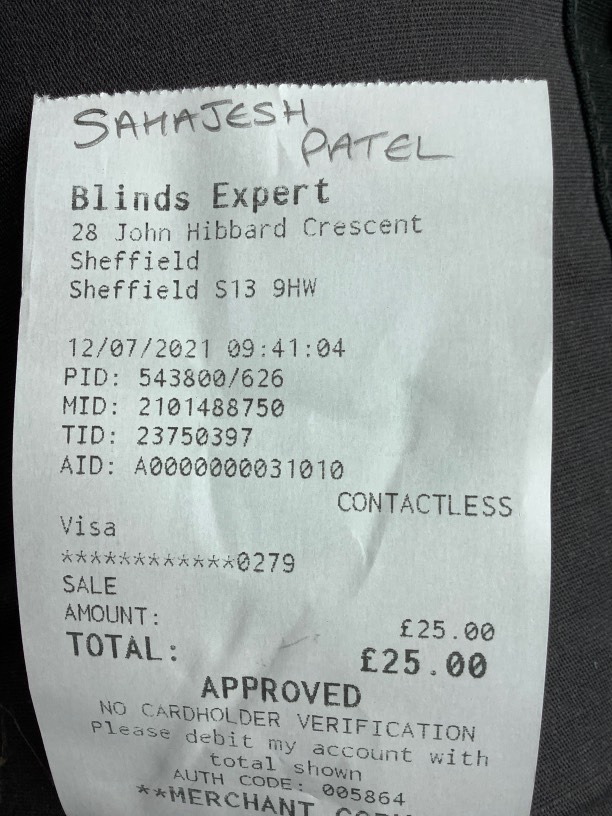 SAHAJESH
PATEL
Blinds Expert
28 John Hibbard Crescent
Sheffield
Sheffield S13 9HW
12/07/2021 09:41:04
PID: 543800/626
MID: 2101488750
TID: 23750397
AID: A0000000031010
CONTACTLESS
Visa
************0279
SALE
AMOUNT: £25.00
TOTAL: £25.00
APPROVED
NO CARDHOLDER VERIFICATION
Please debit my account with
total shown
AUTH CODE: 005864
**MERCHANT